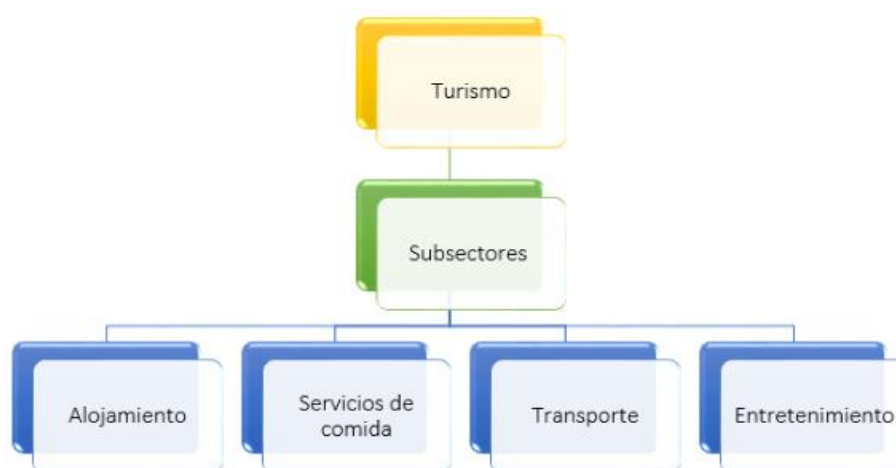 Turismo
Subsectores
Alojamiento
Servicios de
comida
Transporte
Entretenimiento